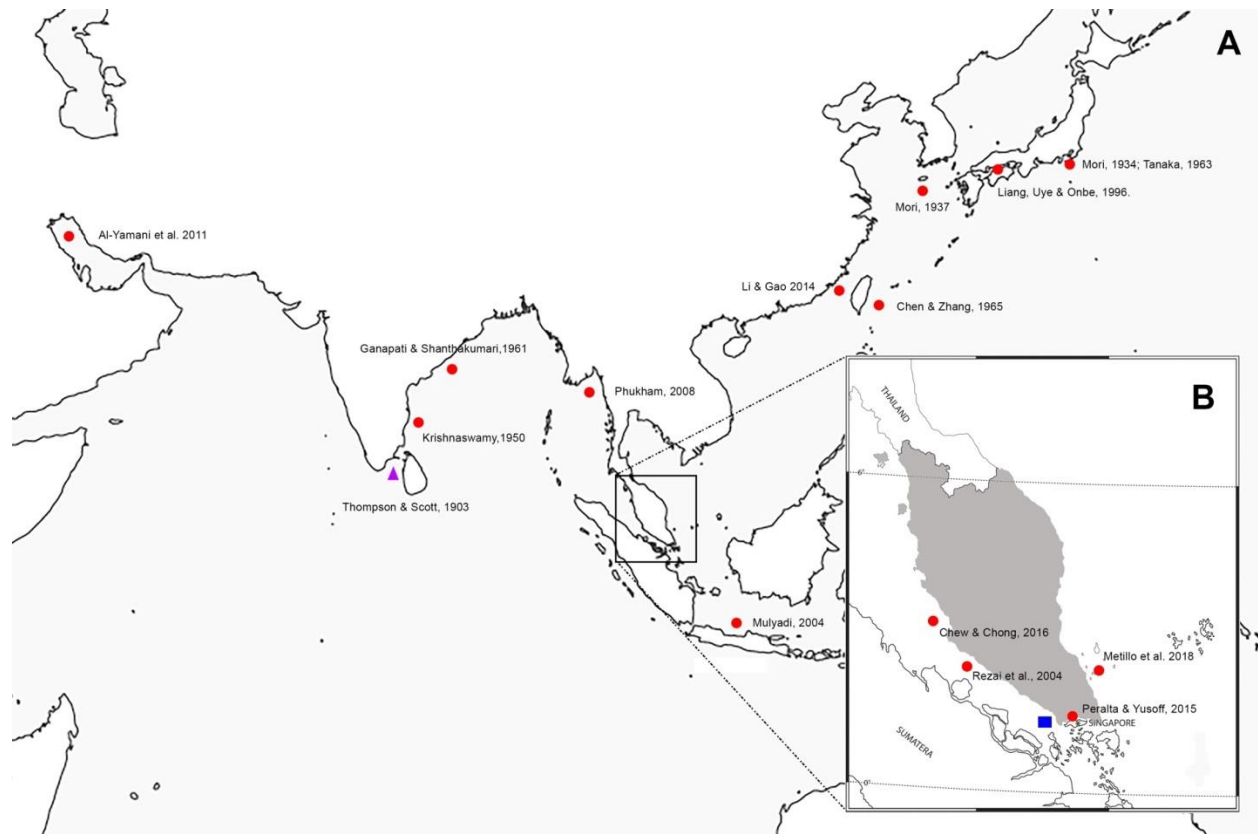 A
Mori, 1934; Tanaka, 1963
Liang, Uye & Onbe, 1996.
Mori, 1937
Al-Yamani et al. 2011
Li & Gao 2014
Chen & Zhang, 1965
Ganapati & Shanthakumari,1961
Phukham, 2008
Krishnaswamy,1950
Thompson & Scott, 1903
Mulyadi, 2004
B
THAILAND
6°
Chew & Chong, 2016
Metillo et al. 2018
Rezai et al., 2004
Peralta & Yusoff, 2015
SINGAPORE
SUMATERA
0°